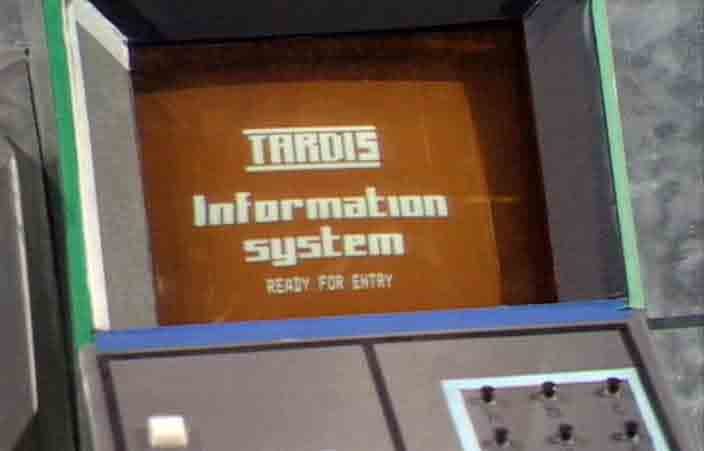 TARDIS
Information
system
READY FOR ENTRY